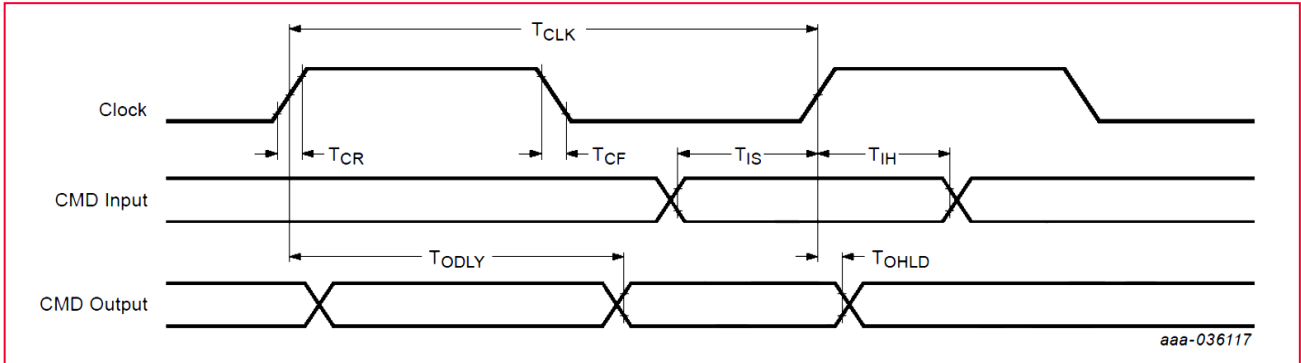 TCLK
Clock
TCR
TCF
TIS
TIH
CMD Input
TODLY
TOHLD
CMD Output
aaa-036117